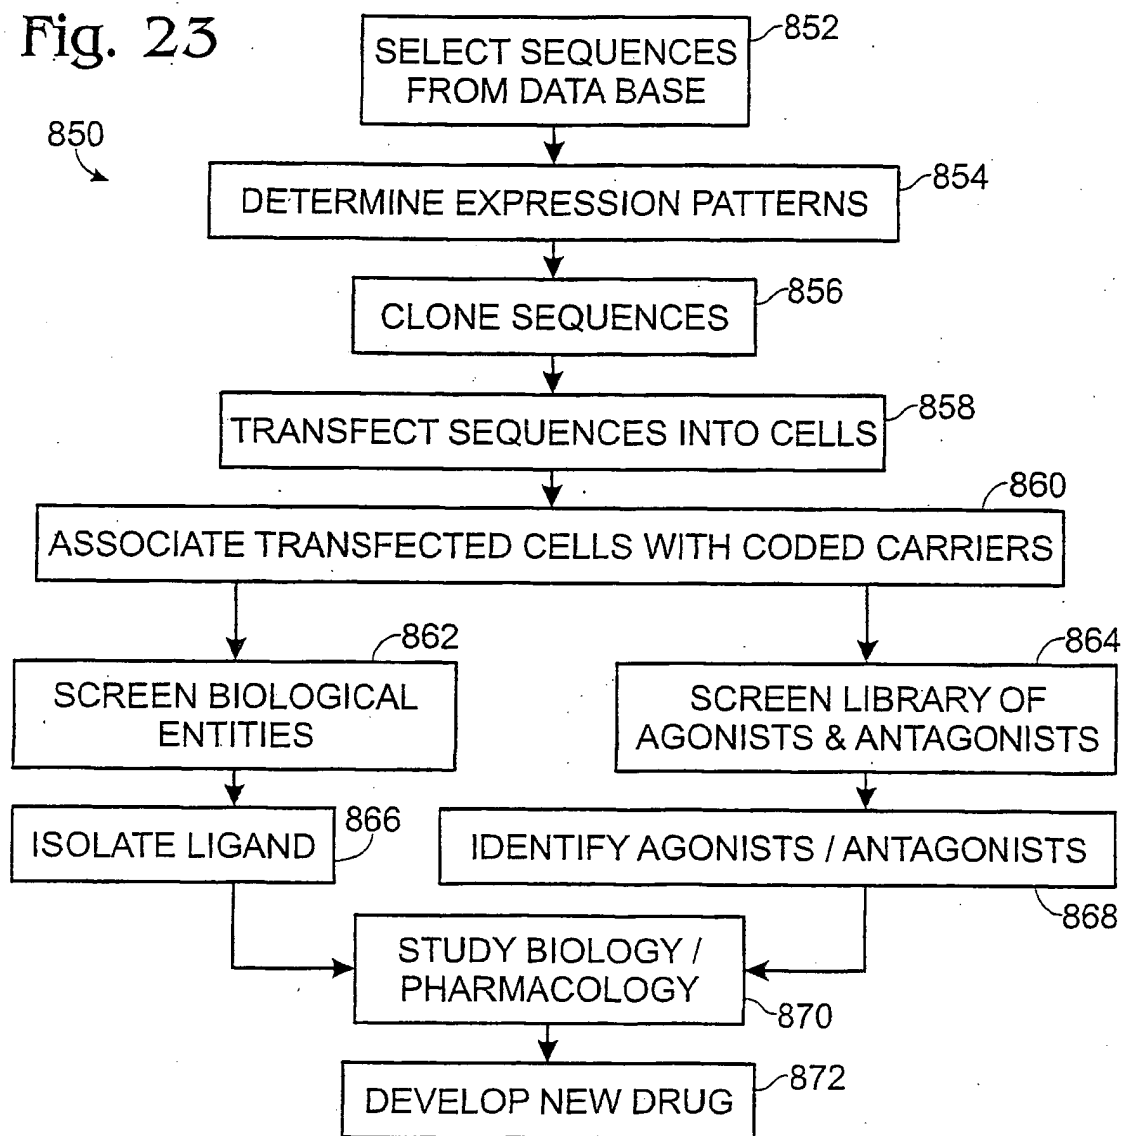 Fig. 23
850
852
SELECT SEQUENCES
FROM DATA BASE
854
DETERMINE EXPRESSION PATTERNS
856
CLONE SEQUENCES
858
TRANSFECT SEQUENCES INTO CELLS
860
ASSOCIATE TRANSFECTED CELLS WITH CODED CARRIERS
862
SCREEN BIOLOGICAL
ENTITIES
864
SCREEN LIBRARY OF
AGONISTS & ANTAGONISTS
866
ISOLATE LIGAND
IDENTIFY AGONISTS / ANTAGONISTS
868
STUDY BIOLOGY /
PHARMACOLOGY
870
872
DEVELOP NEW DRUG